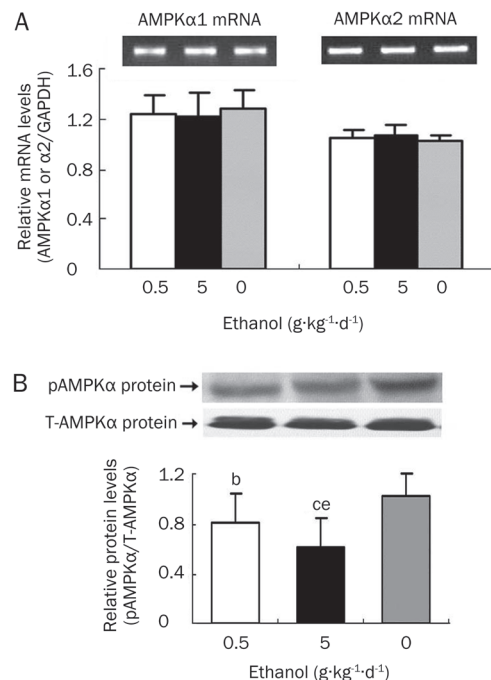 A
AMPKα1 mRNA
AMPKα2 mRNA
Relative mRNA levels
(AMPKα1 or α2/GAPDH)
1.6
1.2
0.8
0.4
0
0.5 5 0 0.5 5 0
Ethanol (g·kg⁻¹·d⁻¹)
B
pAMPKα protein→
T-AMPKα protein→
Relative protein levels
(pAMPKα/T-AMPKα)
1.2
0.8
0.4
0
b
ce
0.5 5 0
Ethanol (g·kg⁻¹·d⁻¹)